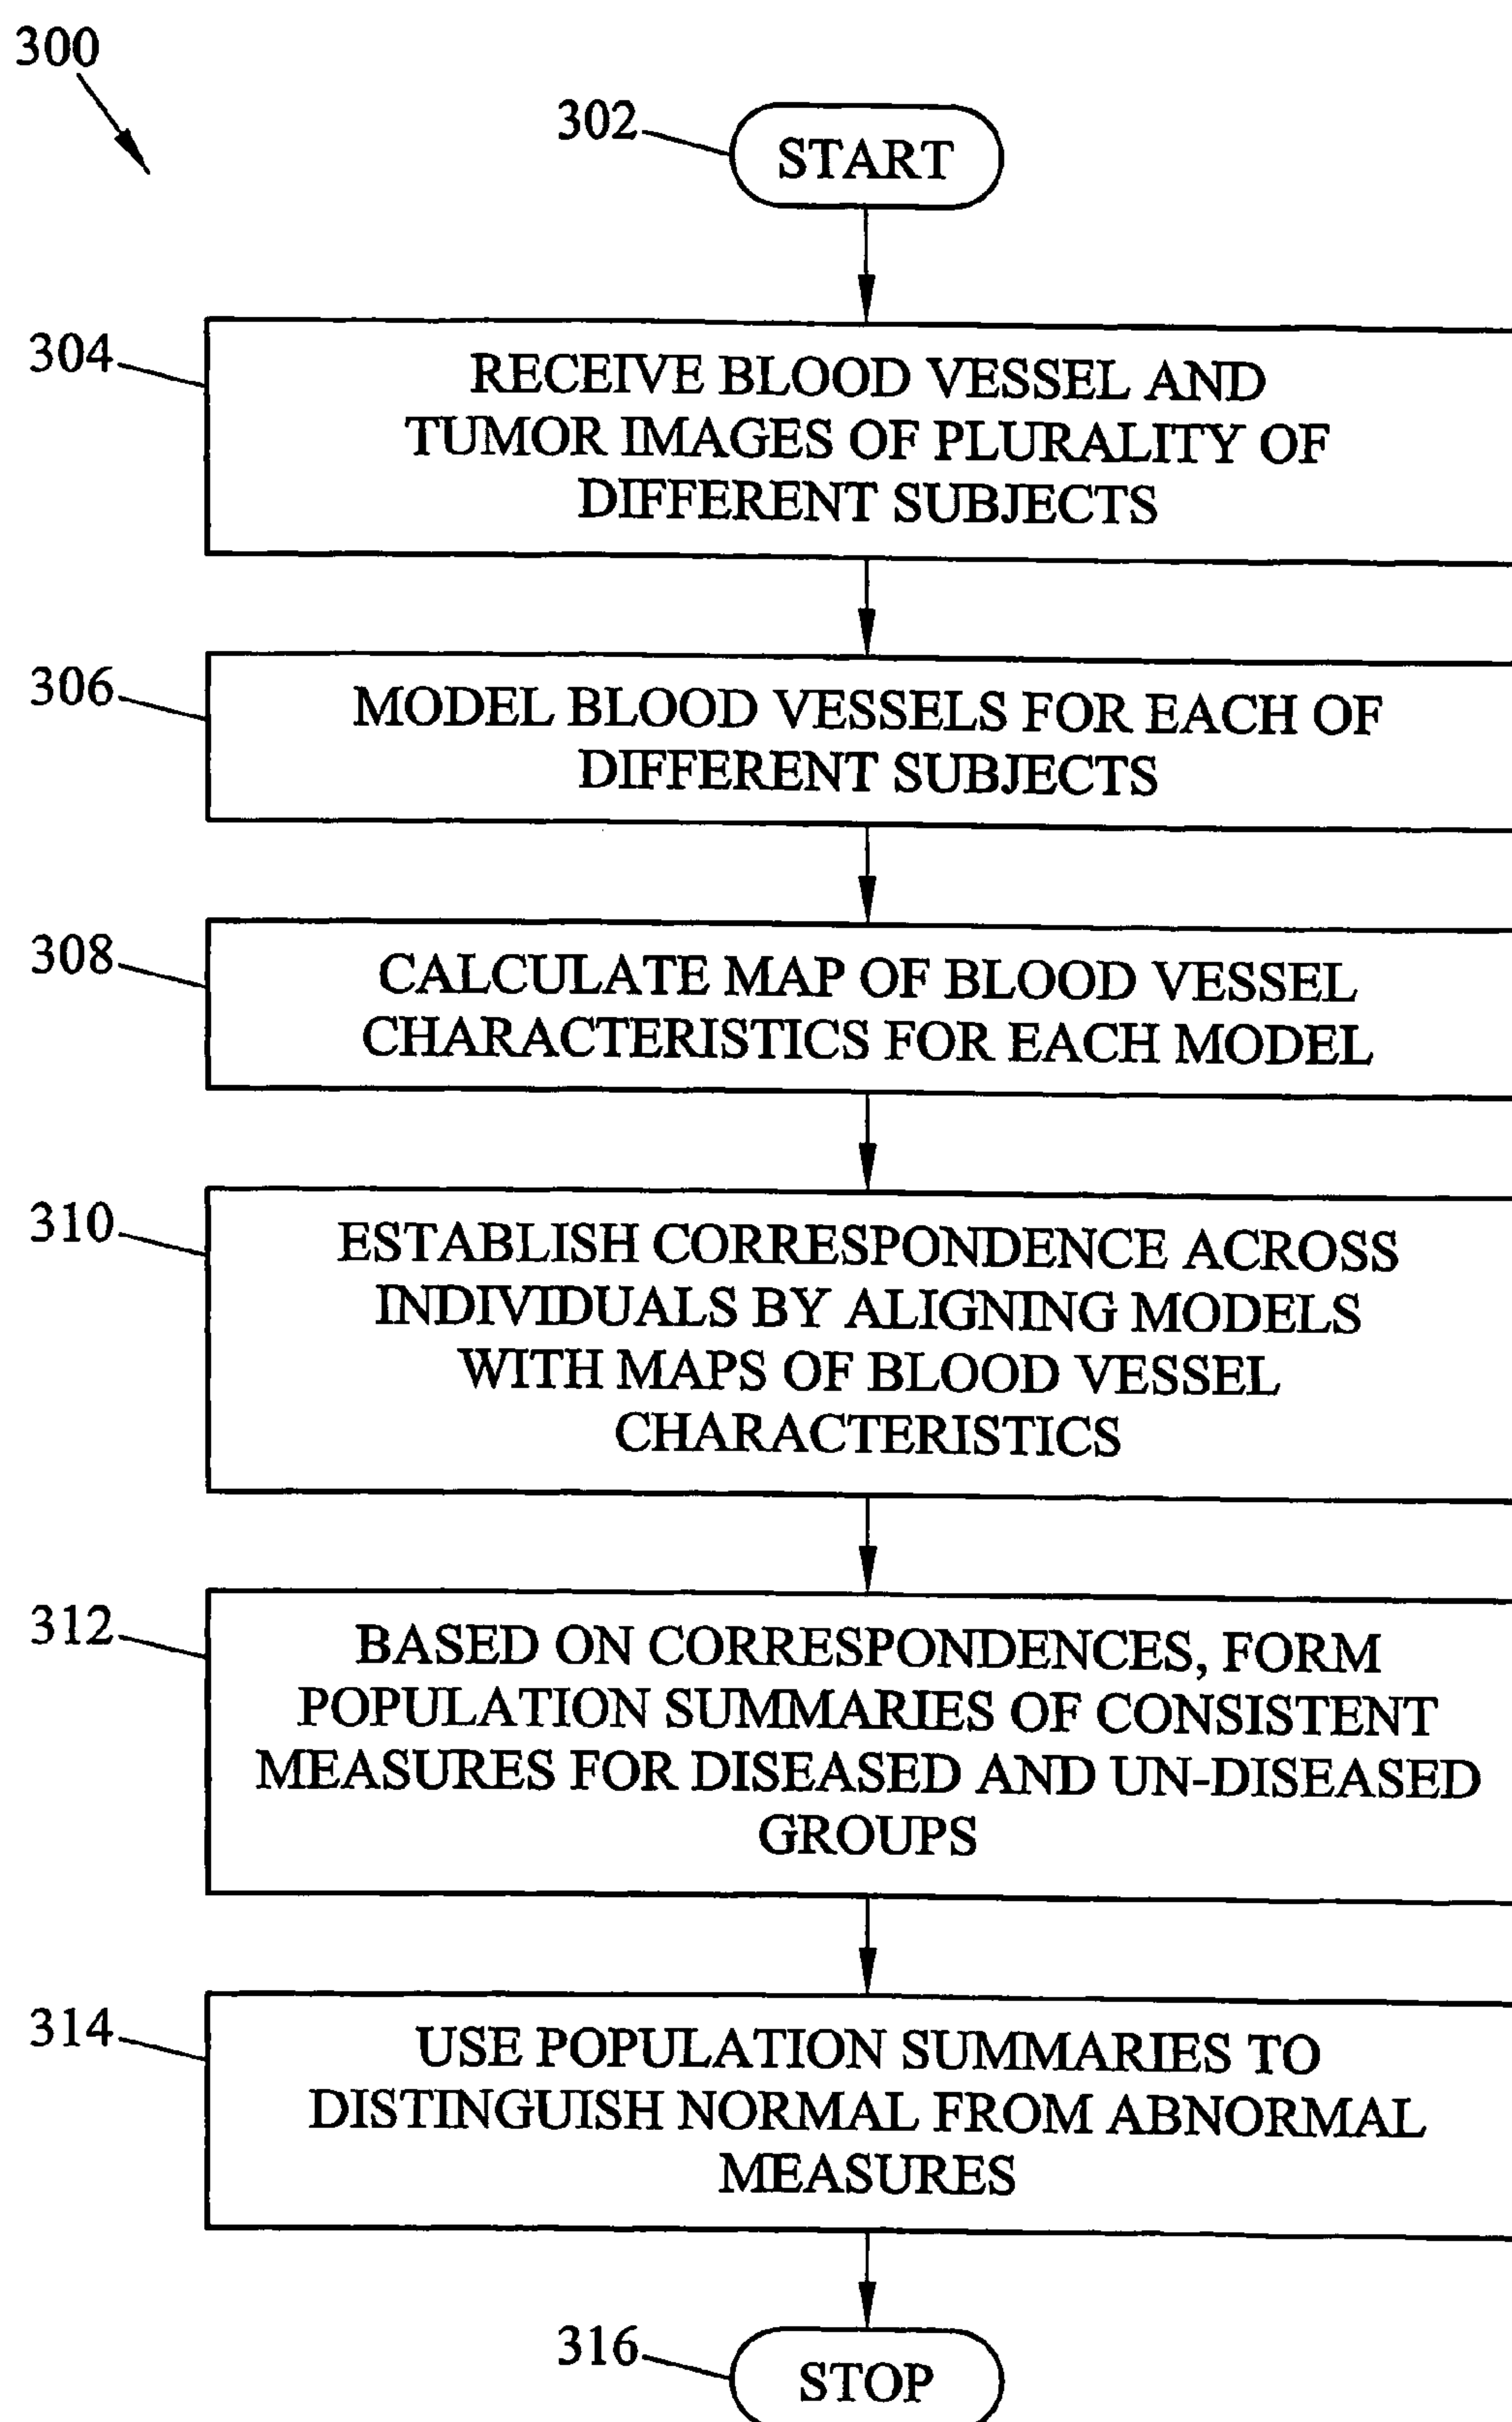 300
302
START
304
RECEIVE BLOOD VESSEL AND
TUMOR IMAGES OF PLURALITY OF
DIFFERENT SUBJECTS
306
MODEL BLOOD VESSELS FOR EACH OF
DIFFERENT SUBJECTS
308
CALCULATE MAP OF BLOOD VESSEL
CHARACTERISTICS FOR EACH MODEL
310
ESTABLISH CORRESPONDENCE ACROSS
INDIVIDUALS BY ALIGNING MODELS
WITH MAPS OF BLOOD VESSEL
CHARACTERISTICS
312
BASED ON CORRESPONDENCES, FORM
POPULATION SUMMARIES OF CONSISTENT
MEASURES FOR DISEASED AND UN-DISEASED
GROUPS
314
USE POPULATION SUMMARIES TO
DISTINGUISH NORMAL FROM ABNORMAL
MEASURES
316
STOP